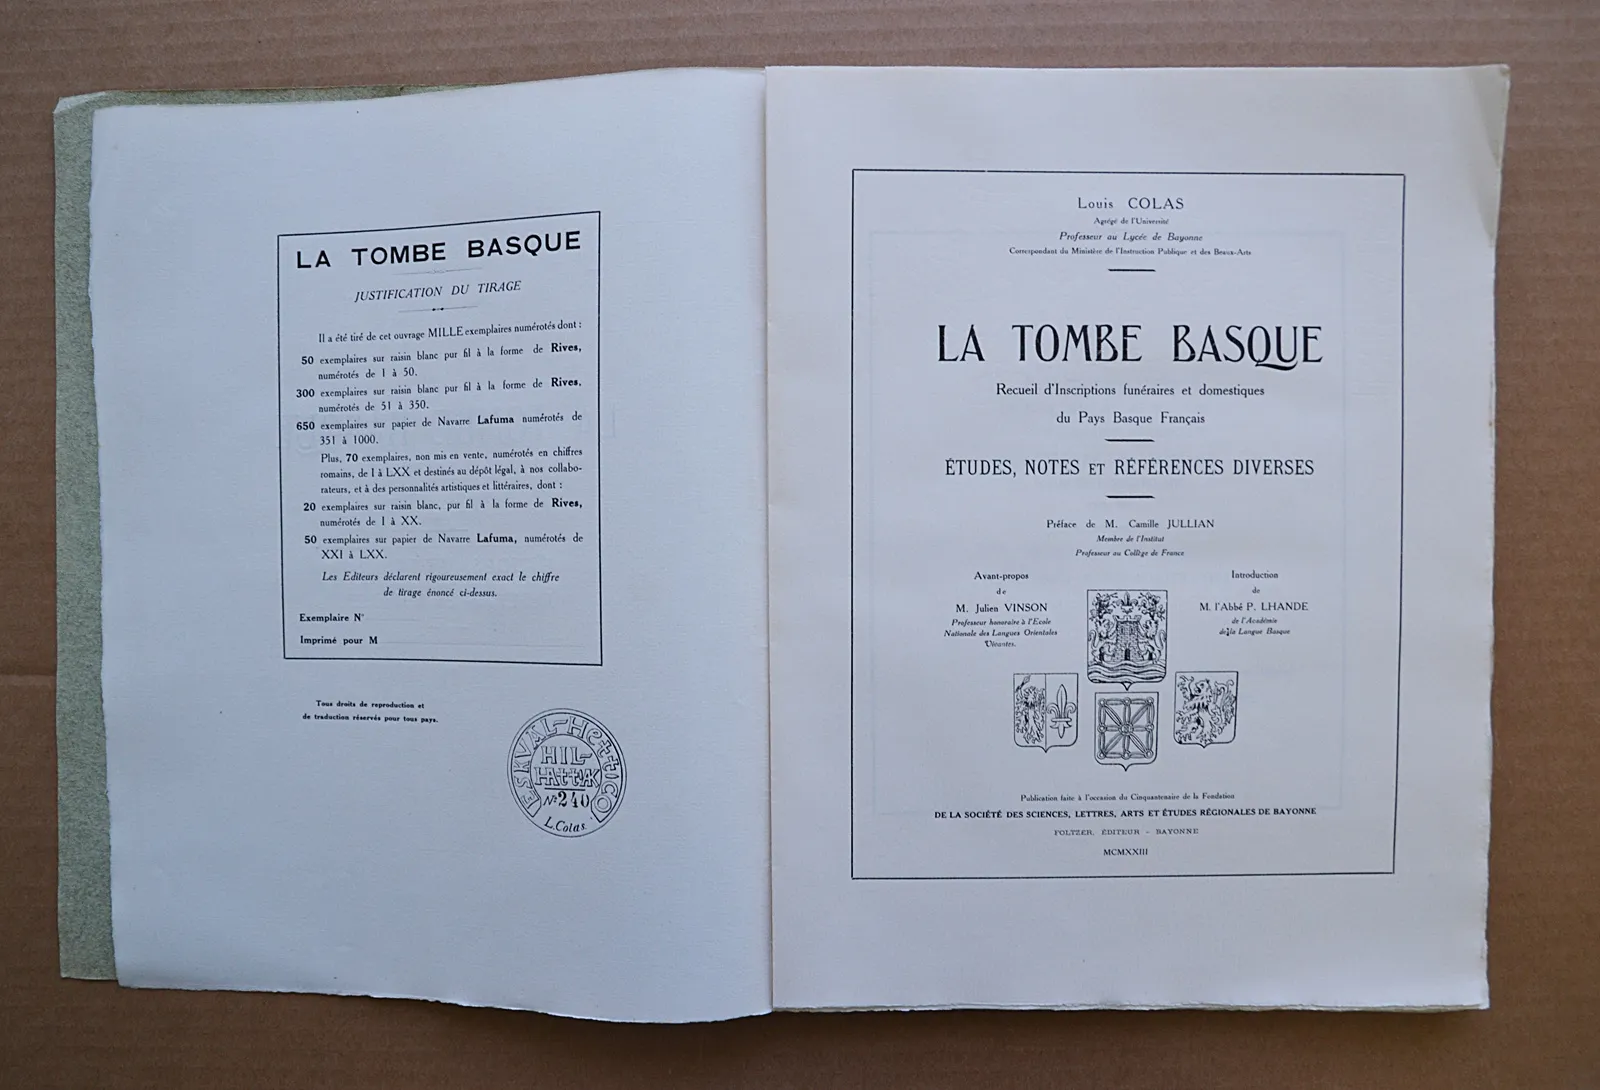 LA TOMBE BASQUE
JUSTIFICATION DU TIRAGE
Il a été tiré de cet ouvrage MILLE exemplaires numérotés dont :
50 exemplaires sur raisin blanc pur fil à la forme de Rives,
numérotés de 1 à 50.
300 exemplaires sur raisin blanc pur fil à la forme de Rives,
numérotés de 51 à 350.
650 exemplaires sur papier de Navarre Lafuma numérotés de
351 à 1000.
Plus, 70 exemplaires, non mis en vente, numérotés en chiffres
romains, de I à LXX et destinés au dépôt légal, à nos collabo-
rateurs, et à des personnalités artistiques et littéraires, dont :
20 exemplaires sur raisin blanc, pur fil à la forme de Rives,
numérotés de I à XX.
50 exemplaires sur papier de Navarre Lafuma, numérotés de
XXI à LXX.
Les Editeurs déclarent rigoureusement exact le chiffre
de tirage énoncé ci-dessus.
Exemplaire N°
Imprimé pour M
Tous droits de reproduction et
de traduction réservés pour tous pays.
ESKUAL-HERRICO
HIL-
HARRIAK
N° 240
L. Colas.
Louis COLAS
Agrégé de l'Université
Professeur au Lycée de Bayonne
Correspondant du Ministère de l'Instruction Publique et des Beaux-Arts
LA TOMBE BASQUE
Recueil d'Inscriptions funéraires et domestiques
du Pays Basque Français
ÉTUDES, NOTES ET RÉFÉRENCES DIVERSES
Préface de M. Camille JULLIAN
Membre de l'Institut
Professeur au Collège de France
Avant-propos
de
M. Julien VINSON
Professeur honoraire à l'Ecole
Nationale des Langues Orientales
Vivantes.
Introduction
de
M. l'Abbé P. LHANDE
de l'Académie
de la Langue Basque
Publication faite à l'occasion du Cinquantenaire de la Fondation
DE LA SOCIÉTÉ DES SCIENCES, LETTRES, ARTS ET ÉTUDES RÉGIONALES DE BAYONNE
FOLTZER, ÉDITEUR - BAYONNE
MCMXXIII